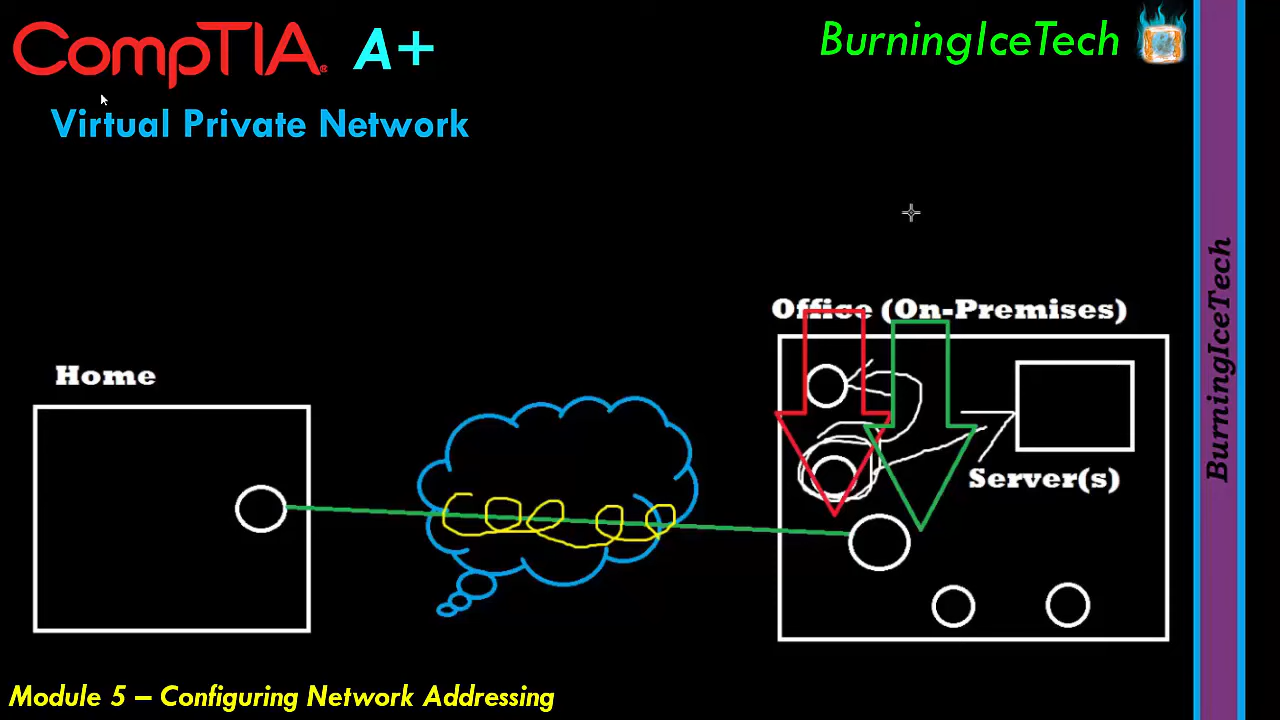 CompTIA® A+
BurningIceTech
Virtual Private Network
Office (On-Premises)
Home
Server(s)
BurningIceTech
Module 5 – Configuring Network Addressing